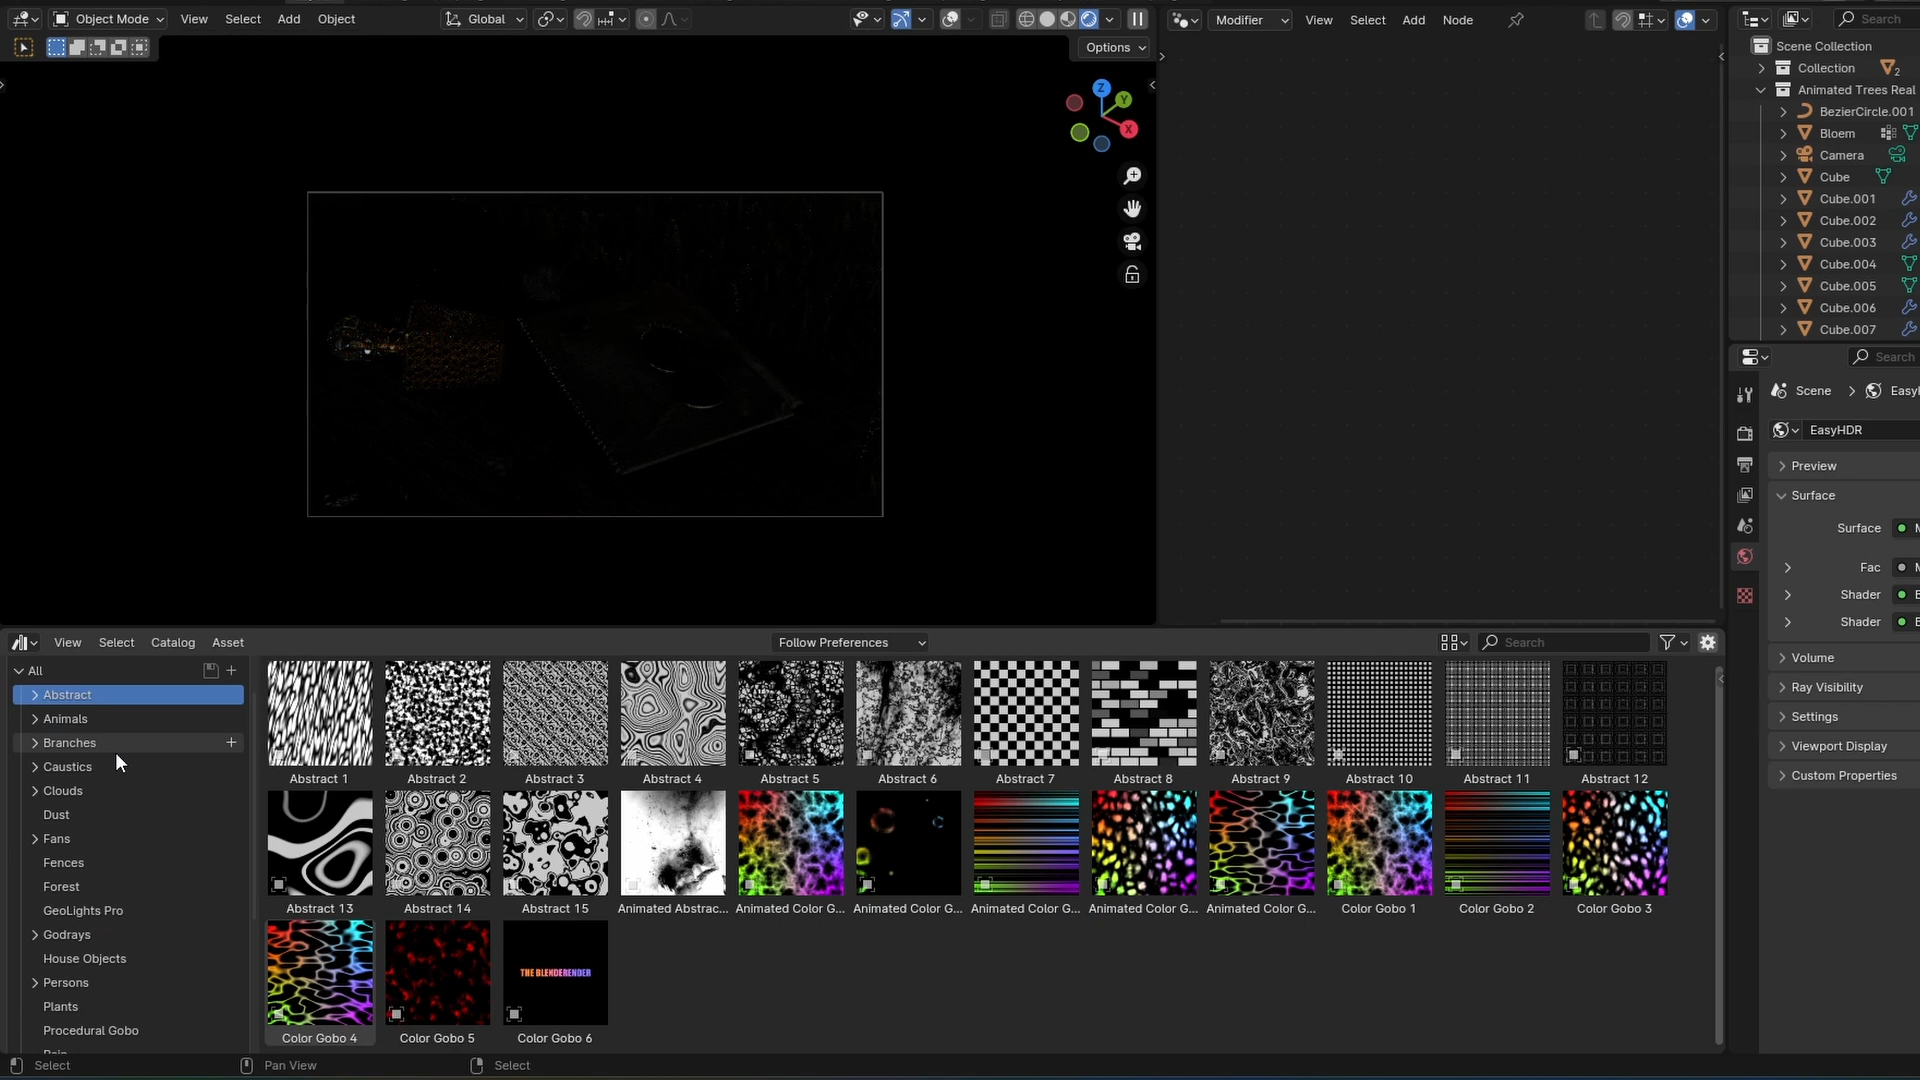 Object Mode View Select Add Object Global Modifier View Select Add Node Search
Options
Z
Y
X
Scene Collection
Collection 2
Animated Trees Real
BezierCircle.001
Bloem
Camera
Cube
Cube.001
Cube.002
Cube.003
Cube.004
Cube.005
Cube.006
Cube.007
Search
Scene
EasyHDR
Preview
Surface
Surface
Fac
Shader
Shader
Volume
Ray Visibility
Settings
Viewport Display
Custom Properties
View Select Catalog Asset Follow Preferences Search
All
Abstract
Animals
Branches
Caustics
Clouds
Dust
Fans
Fences
Forest
GeoLights Pro
Godrays
House Objects
Persons
Plants
Procedural Gobo
Abstract 1 Abstract 2 Abstract 3 Abstract 4 Abstract 5 Abstract 6 Abstract 7 Abstract 8 Abstract 9 Abstract 10 Abstract 11 Abstract 12
Abstract 13 Abstract 14 Abstract 15 Animated Abstrac... Animated Color G... Animated Color G... Animated Color G... Animated Color G... Animated Color G... Color Gobo 1 Color Gobo 2 Color Gobo 3
THE BLENDERENDER
Color Gobo 4 Color Gobo 5 Color Gobo 6
Select Pan View Select